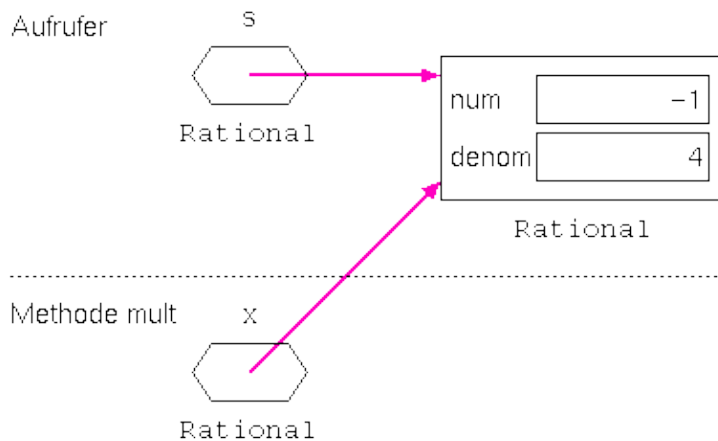 Aufrufer
s
Rational
num
-1
denom
4
Rational
Methode mult
x
Rational